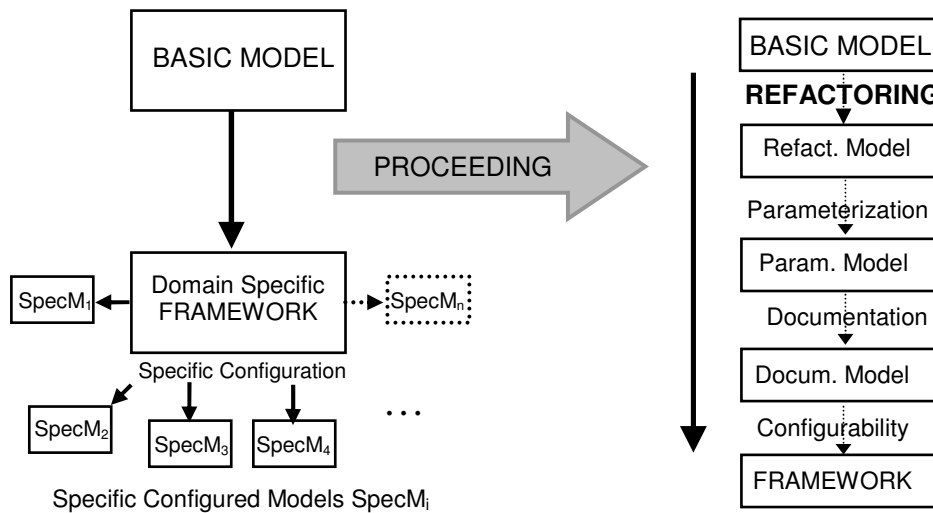 BASIC MODEL
PROCEEDING
Domain Specific
FRAMEWORK
SpecM₁
SpecMₙ
Specific Configuration
SpecM₂
SpecM₃
SpecM₄
...
Specific Configured Models SpecMᵢ
BASIC MODEL
REFACTORING
Refact. Model
Parameterization
Param. Model
Documentation
Docum. Model
Configurability
FRAMEWORK